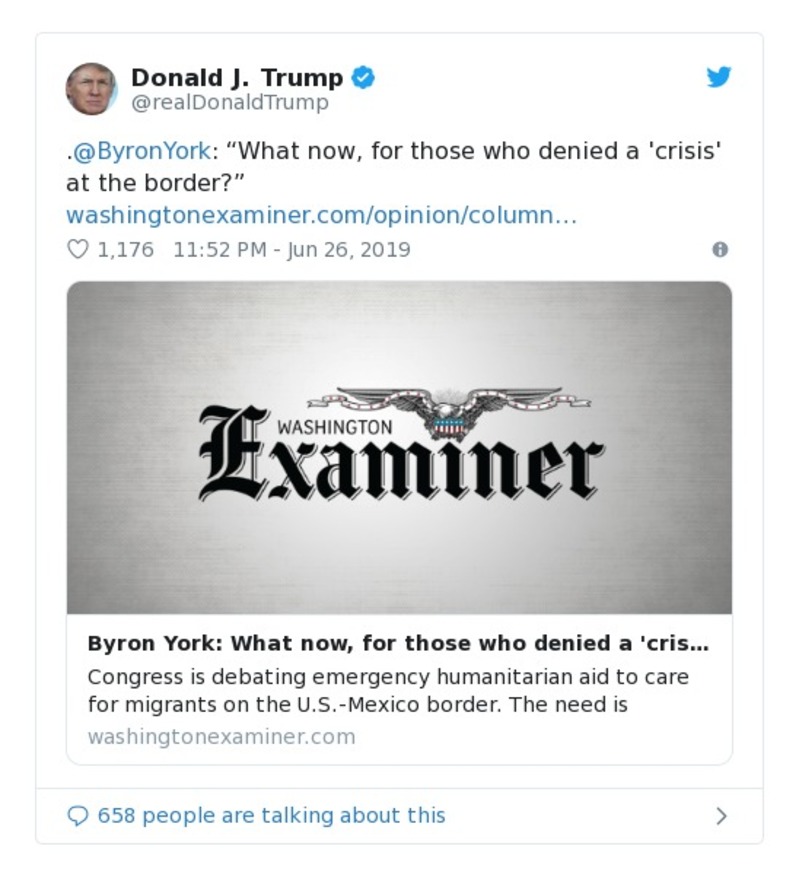 Donald J. Trump
@realDonaldTrump
.@ByronYork: “What now, for those who denied a 'crisis'
at the border?”
washingtonexaminer.com/opinion/column…
1,176 11:52 PM - Jun 26, 2019
WASHINGTON
Examiner
Byron York: What now, for those who denied a 'cris…
Congress is debating emergency humanitarian aid to care
for migrants on the U.S.-Mexico border. The need is
washingtonexaminer.com
658 people are talking about this